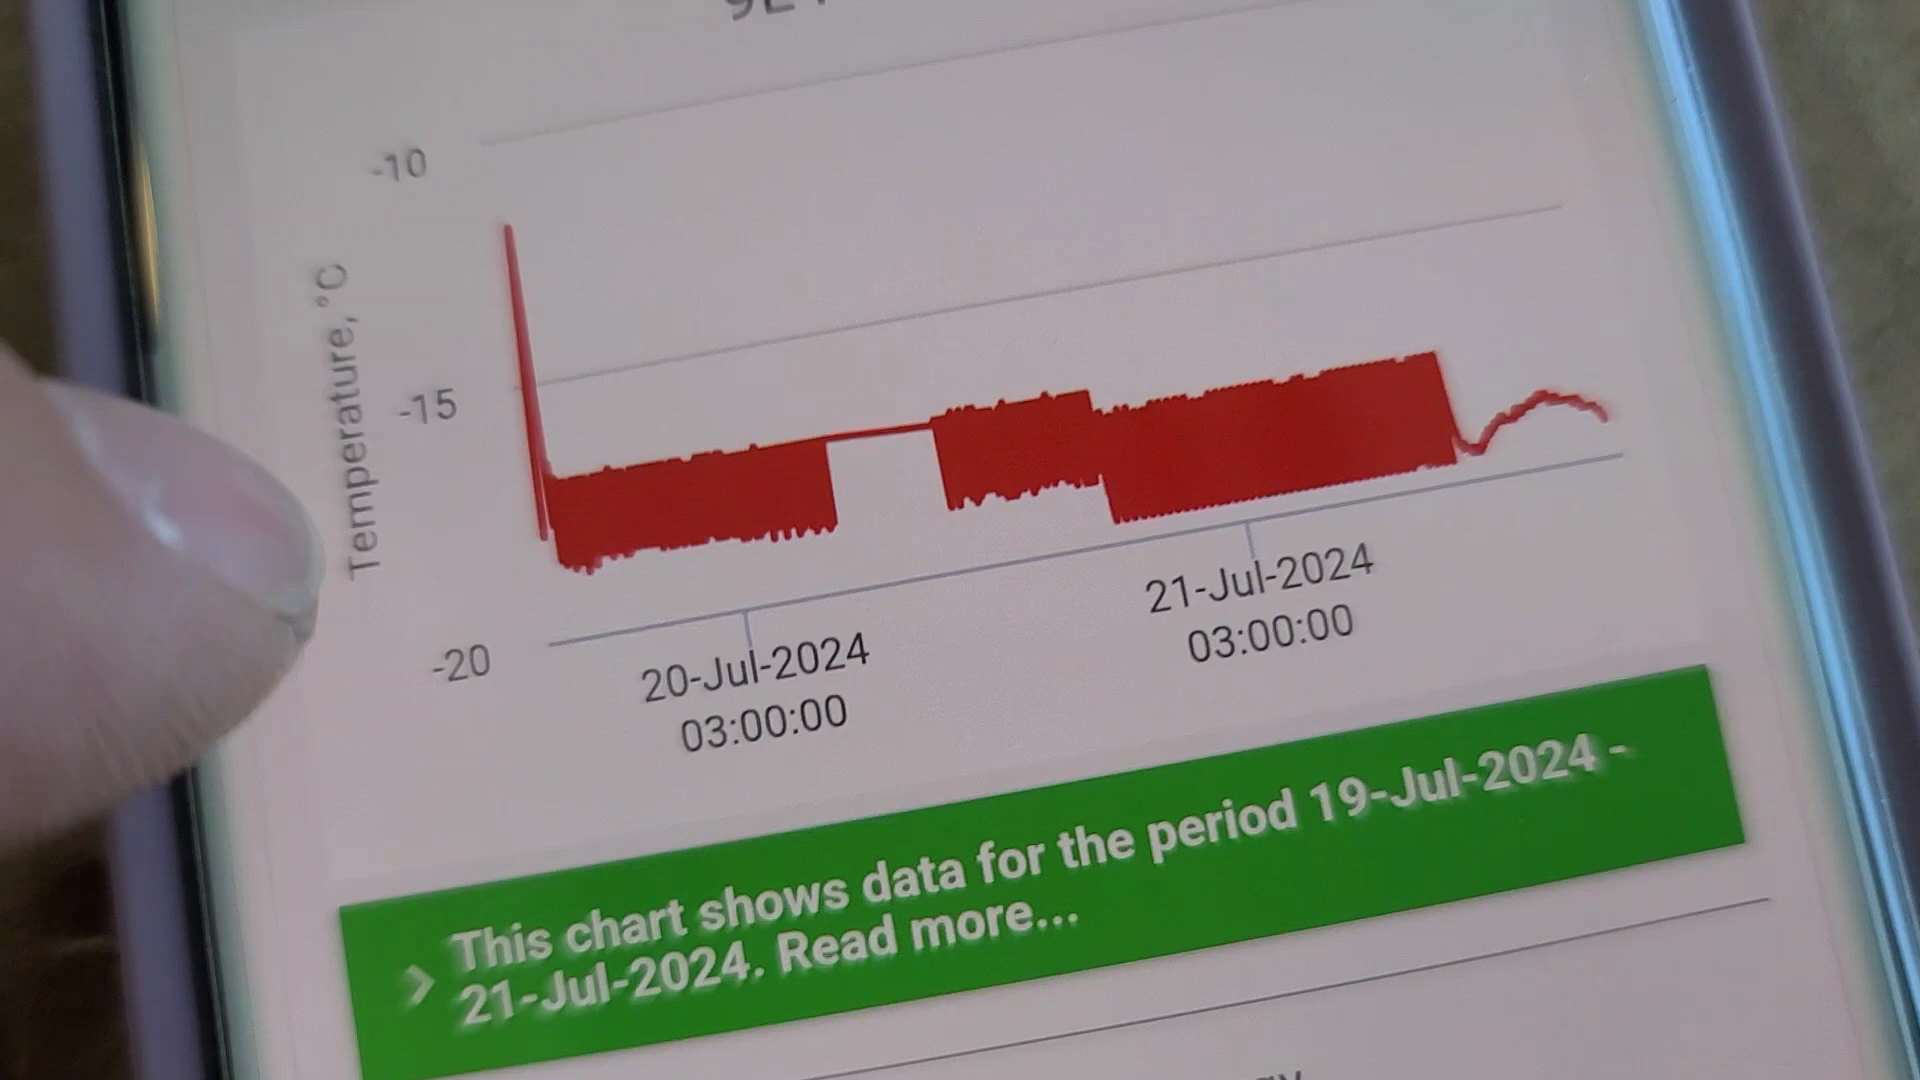 -10
-15
-20
Temperature, °C
20-Jul-2024
03:00:00
21-Jul-2024
03:00:00
This chart shows data for the period 19-Jul-2024 -
21-Jul-2024. Read more...